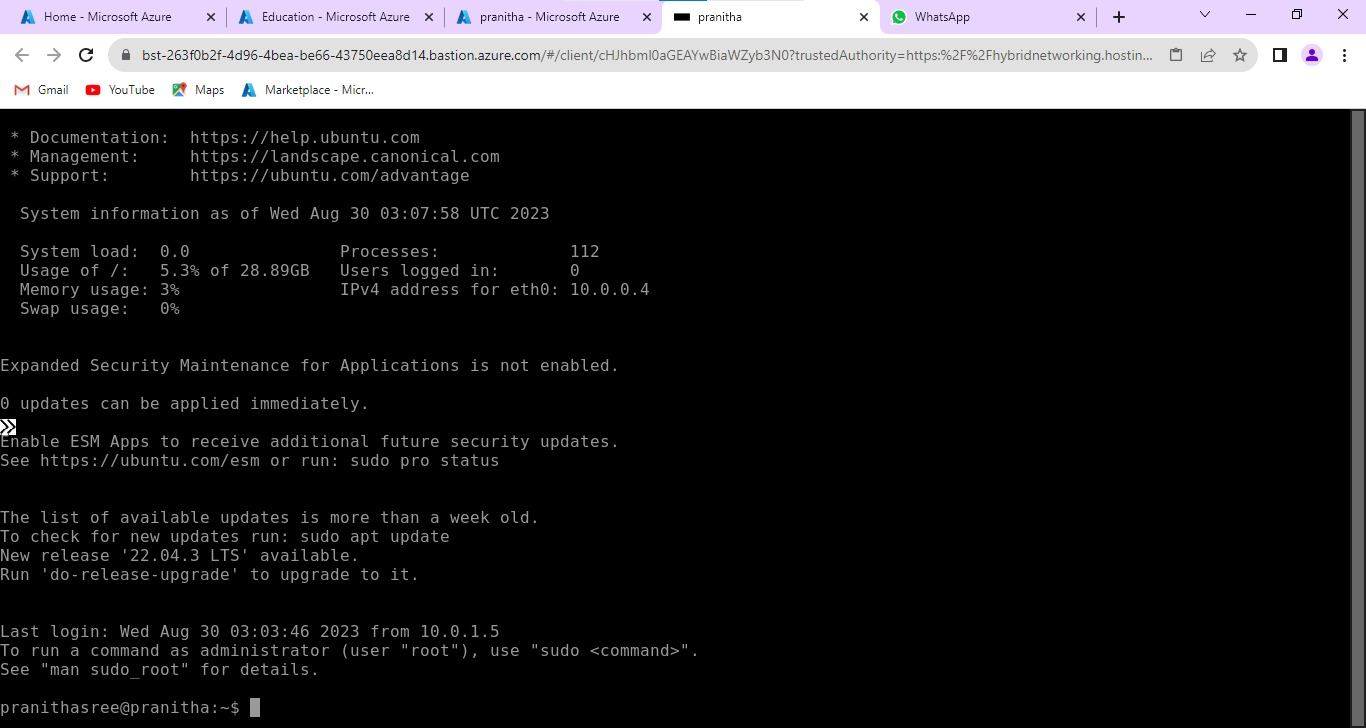 Home - Microsoft Azure
Education - Microsoft Azure
pranitha - Microsoft Azure
pranitha
WhatsApp
bst-263f0b2f-4d96-4bea-be66-43750eea8d14.bastion.azure.com/#/client/cHJhbml0aGEAYwBiaWZyb3N0?trustedAuthority=https:%2F%2Fhybridnetworking.hostin...
Gmail
YouTube
Maps
Marketplace - Micr...
* Documentation: https://help.ubuntu.com
* Management: https://landscape.canonical.com
* Support: https://ubuntu.com/advantage
System information as of Wed Aug 30 03:07:58 UTC 2023
System load: 0.0 Processes: 112
Usage of /: 5.3% of 28.89GB Users logged in: 0
Memory usage: 3% IPv4 address for eth0: 10.0.0.4
Swap usage: 0%
Expanded Security Maintenance for Applications is not enabled.
0 updates can be applied immediately.
Enable ESM Apps to receive additional future security updates.
See https://ubuntu.com/esm or run: sudo pro status
The list of available updates is more than a week old.
To check for new updates run: sudo apt update
New release '22.04.3 LTS' available.
Run 'do-release-upgrade' to upgrade to it.
Last login: Wed Aug 30 03:03:46 2023 from 10.0.1.5
To run a command as administrator (user "root"), use "sudo <command>".
See "man sudo_root" for details.
pranithasree@pranitha:~$